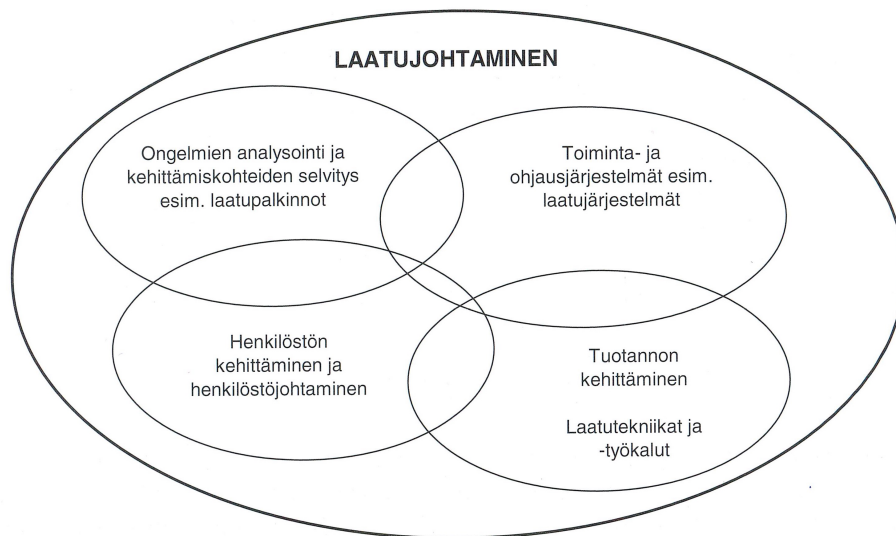 LAATUJOHTAMINEN
Ongelmien analysointi ja
kehittämiskohteiden selvitys
esim. laatupalkinnot
Toiminta- ja
ohjausjärjestelmät esim.
laatujärjestelmät
Henkilöstön
kehittäminen ja
henkilöstöjohtaminen
Tuotannon
kehittäminen
Laatutekniikat ja
-työkalut